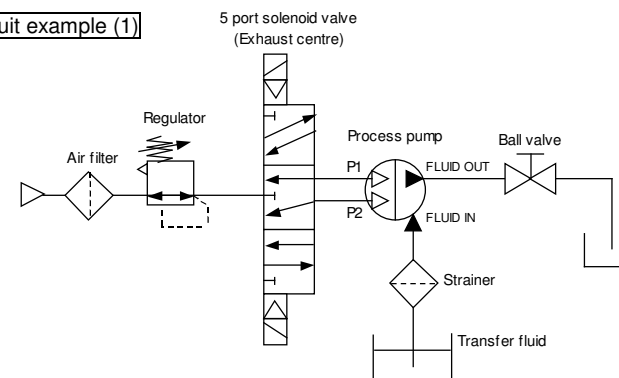 uit example (1)
5 port solenoid valve
(Exhaust centre)
Regulator
Air filter
Process pump
Ball valve
P1
FLUID OUT
P2
FLUID IN
Strainer
Transfer fluid